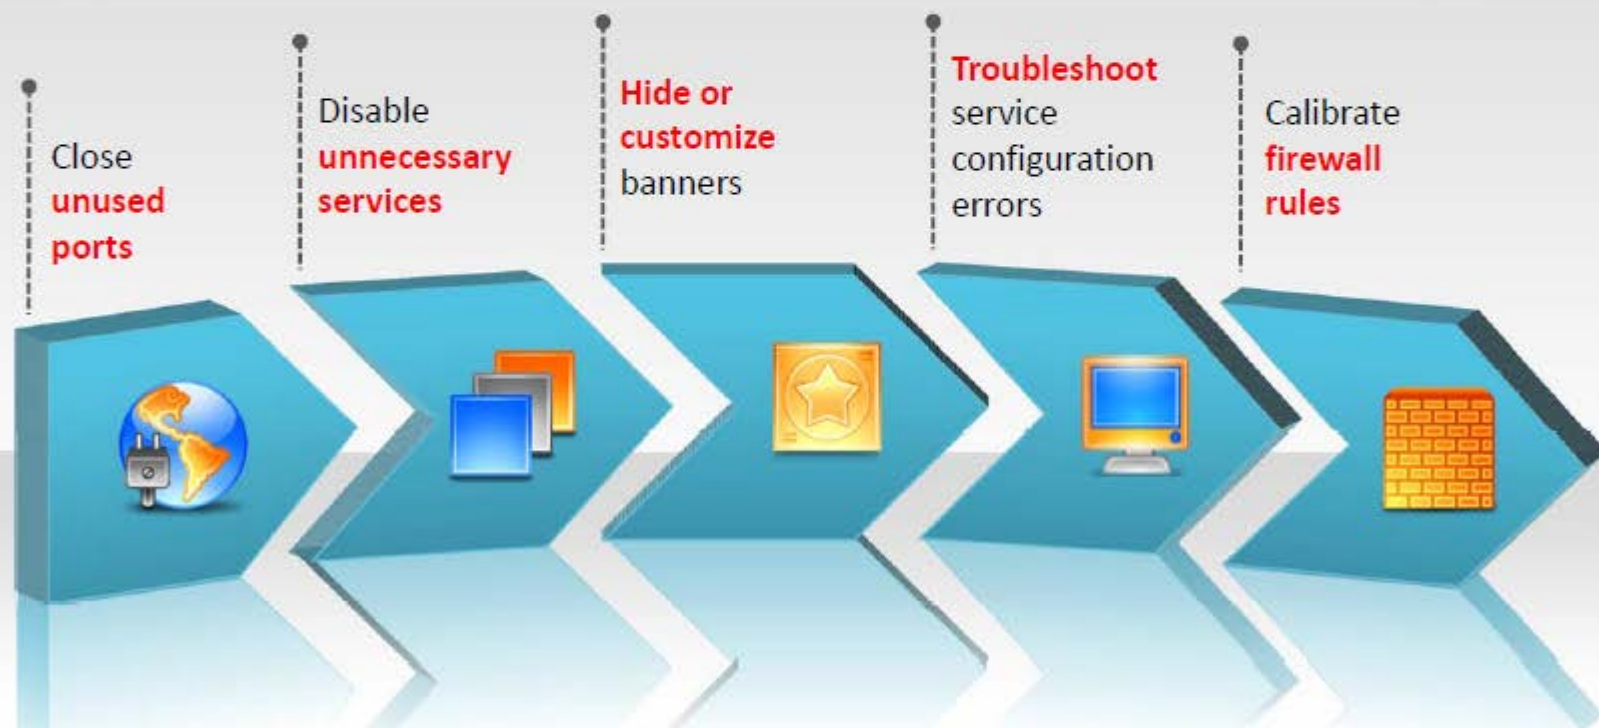 Close
unused
ports
Disable
unnecessary
services
Hide or
customize
banners
Troubleshoot
service
configuration
errors
Calibrate
firewall
rules